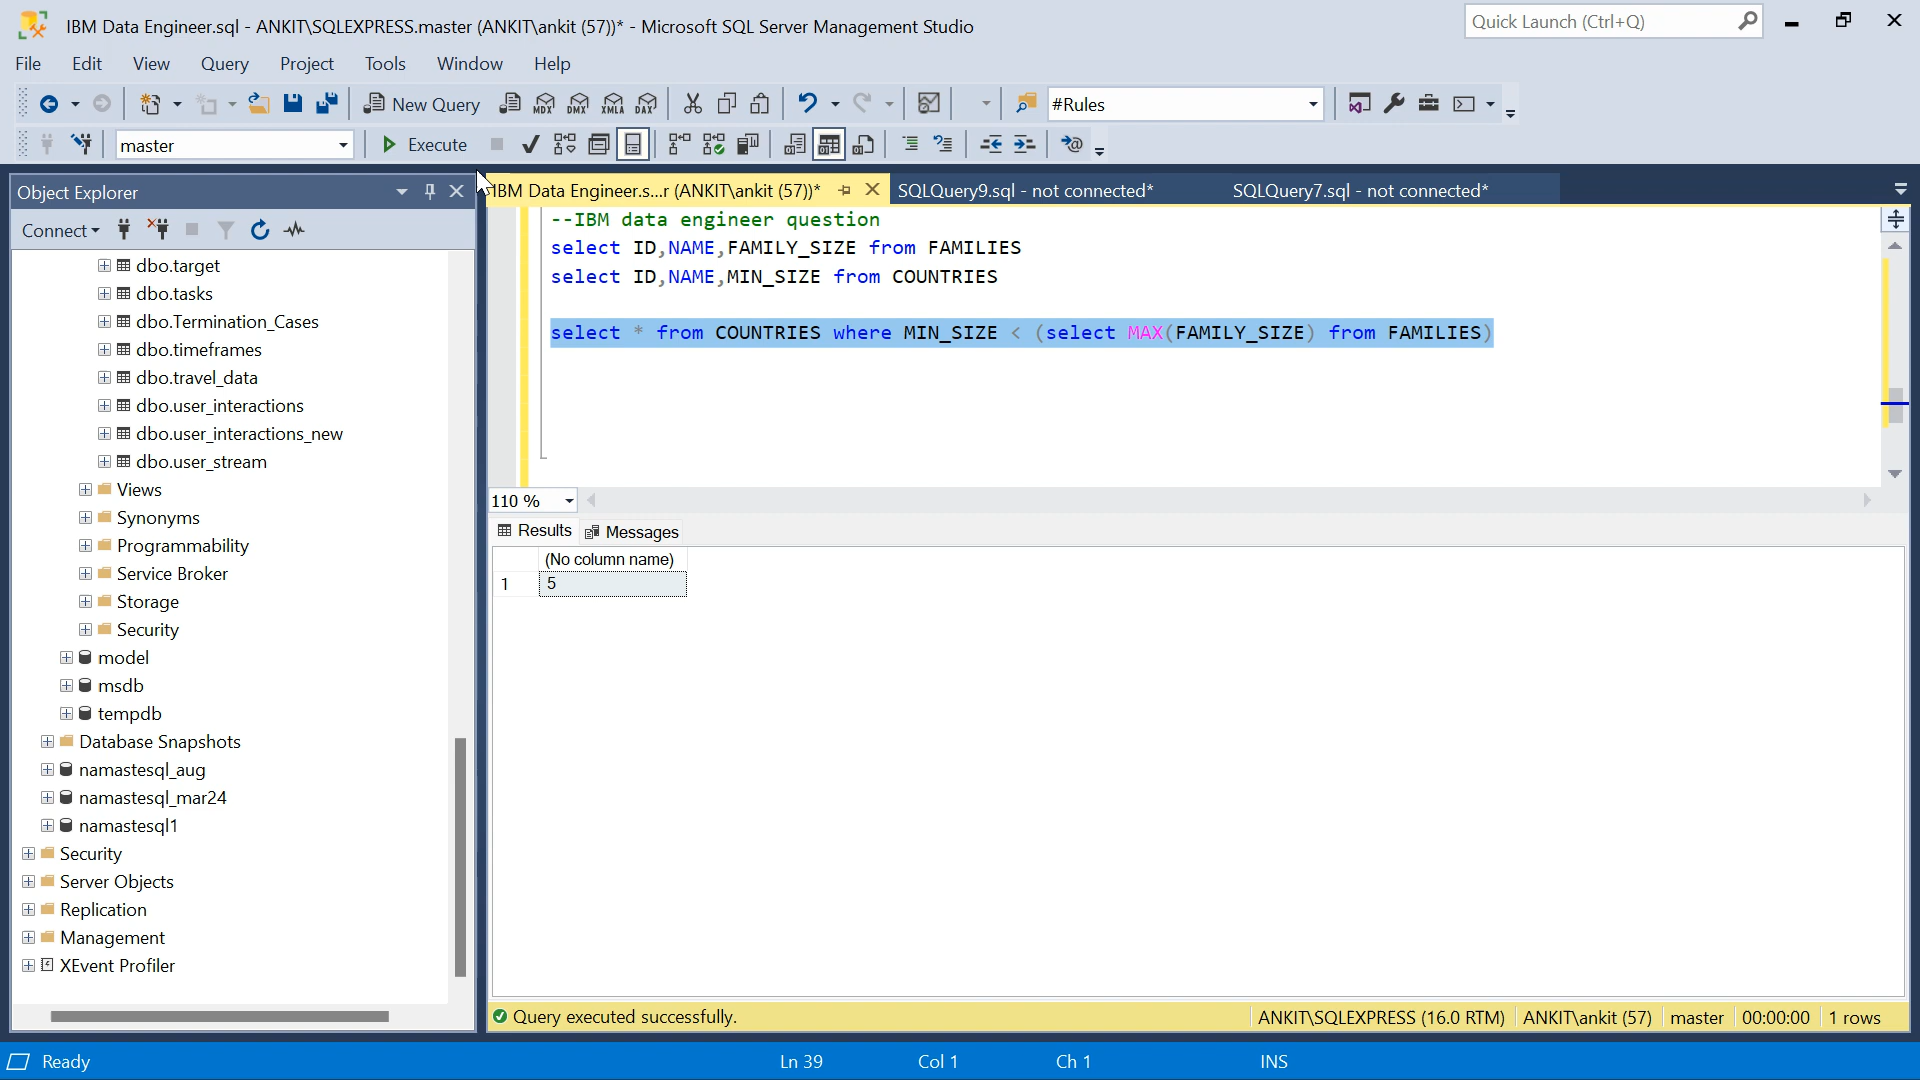 IBM Data Engineer.sql - ANKIT\SQLEXPRESS.master (ANKIT\ankit (57))* - Microsoft SQL Server Management Studio
Quick Launch (Ctrl+Q)
File Edit View Query Project Tools Window Help
New Query MDX DMX XMLA DAX #Rules
master Execute
Object Explorer
IBM Data Engineer.s...r (ANKIT\ankit (57))* SQLQuery9.sql - not connected* SQLQuery7.sql - not connected*
Connect
dbo.target
dbo.tasks
dbo.Termination_Cases
dbo.timeframes
dbo.travel_data
dbo.user_interactions
dbo.user_interactions_new
dbo.user_stream
Views
Synonyms
Programmability
Service Broker
Storage
Security
model
msdb
tempdb
Database Snapshots
namastesql_aug
namastesql_mar24
namastesql1
Security
Server Objects
Replication
Management
XEvent Profiler
--IBM data engineer question
select ID,NAME,FAMILY_SIZE from FAMILIES
select ID,NAME,MIN_SIZE from COUNTRIES
select * from COUNTRIES where MIN_SIZE < (select MAX(FAMILY_SIZE) from FAMILIES)
110 %
Results Messages
(No column name)
1 5
Query executed successfully. ANKIT\SQLEXPRESS (16.0 RTM) ANKIT\ankit (57) master 00:00:00 1 rows
Ready Ln 39 Col 1 Ch 1 INS